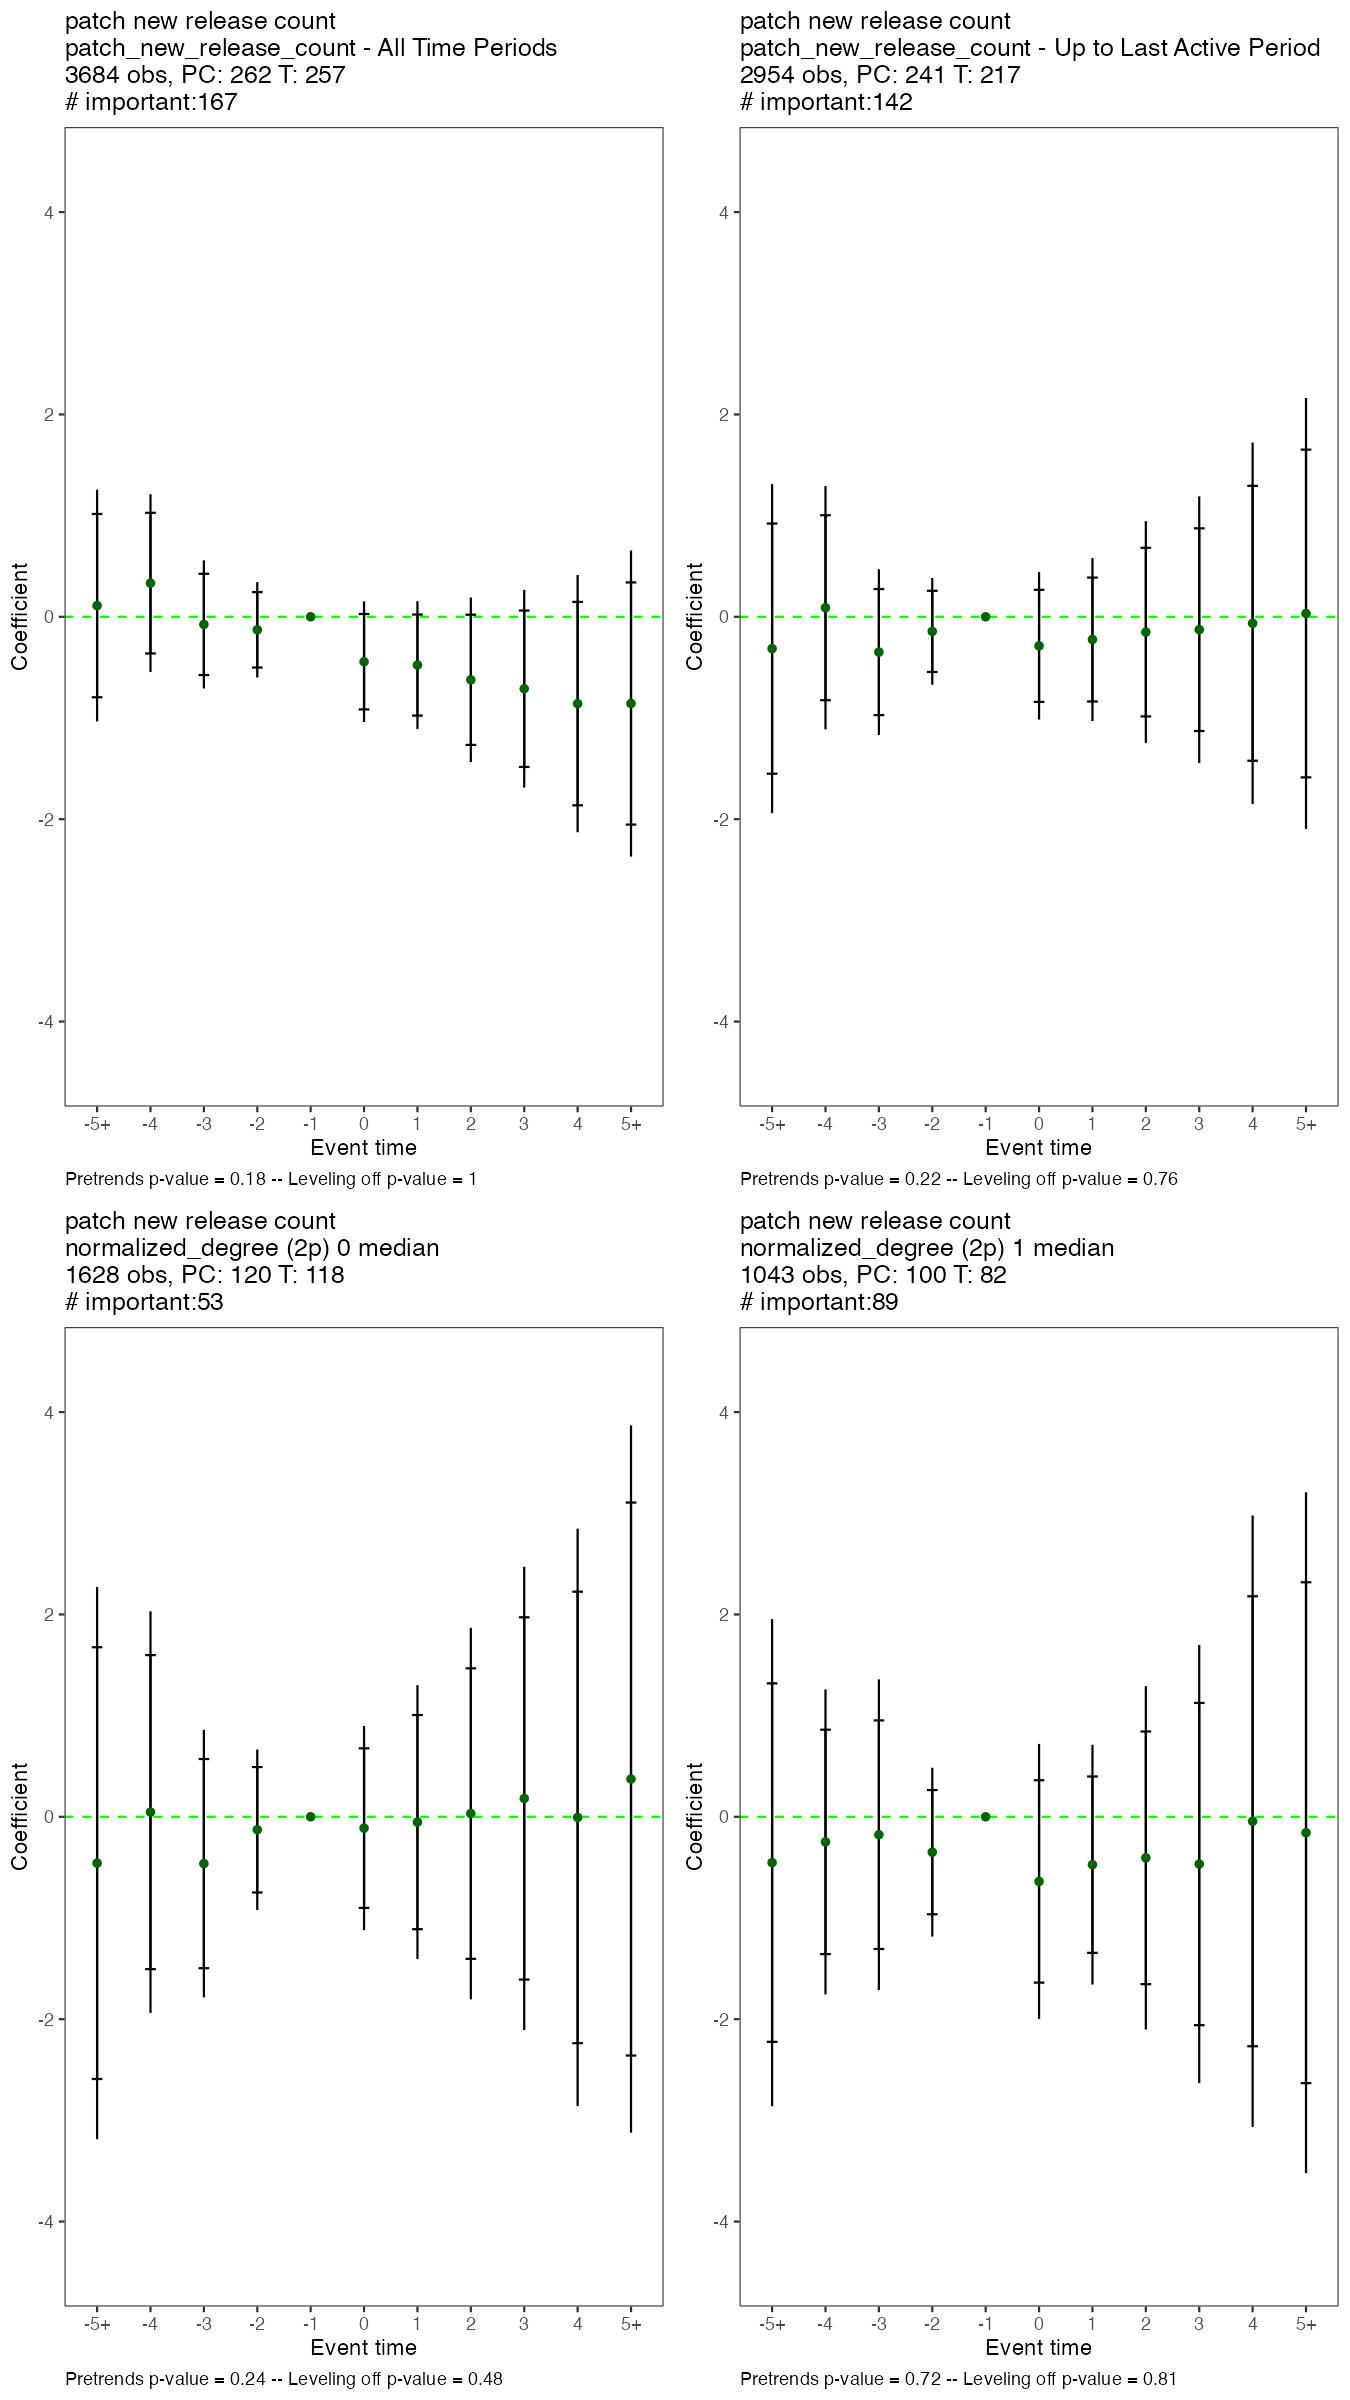 patch new release count
patch_new_release_count - All Time Periods
3684 obs, PC: 262 T: 257
# important:167
4
2
0
-2
-4
Coefficient
-5+ -4 -3 -2 -1 0 1 2 3 4 5+
Event time
Pretrends p-value = 0.18 -- Leveling off p-value = 1
patch new release count
patch_new_release_count - Up to Last Active Period
2954 obs, PC: 241 T: 217
# important:142
4
2
0
-2
-4
Coefficient
-5+ -4 -3 -2 -1 0 1 2 3 4 5+
Event time
Pretrends p-value = 0.22 -- Leveling off p-value = 0.76
patch new release count
normalized_degree (2p) 0 median
1628 obs, PC: 120 T: 118
# important:53
4
2
0
-2
-4
Coefficient
-5+ -4 -3 -2 -1 0 1 2 3 4 5+
Event time
Pretrends p-value = 0.24 -- Leveling off p-value = 0.48
patch new release count
normalized_degree (2p) 1 median
1043 obs, PC: 100 T: 82
# important:89
4
2
0
-2
-4
Coefficient
-5+ -4 -3 -2 -1 0 1 2 3 4 5+
Event time
Pretrends p-value = 0.72 -- Leveling off p-value = 0.81